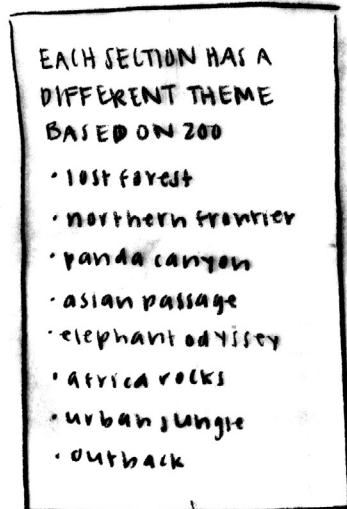 EACH SECTION HAS A
DIFFERENT THEME
BASED ON ZOO
• lost forest
• northern frontier
• panda canyon
• asian passage
• elephant odyssey
• africa rocks
• urban jungle
• outback